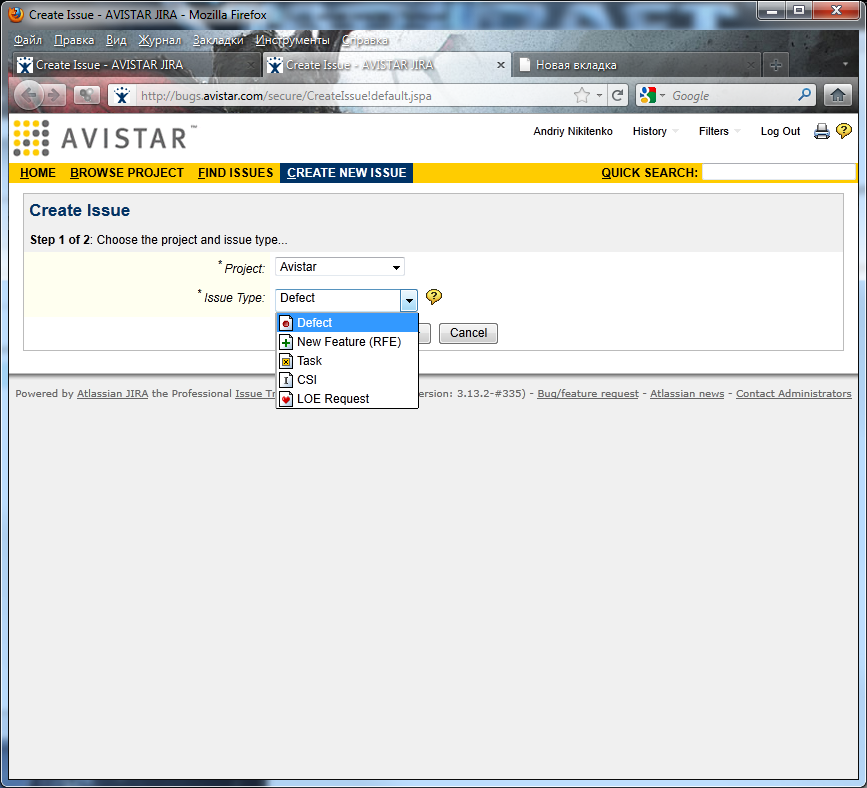 Create Issue - AVISTAR JIRA - Mozilla Firefox
Файл Правка Вид Журнал Закладки Инструменты Справка
Create Issue - AVISTAR JIRA Create Issue - AVISTAR JIRA Новая вкладка
http://bugs.avistar.com/secure/CreateIssue!default.jspa Google
AVISTAR™ Andriy Nikitenko History Filters Log Out
HOME BROWSE PROJECT FIND ISSUES CREATE NEW ISSUE QUICK SEARCH:
Create Issue
Step 1 of 2: Choose the project and issue type...
* Project: Avistar
* Issue Type: Defect
Defect
Cancel
New Feature (RFE)
Task
CSI
Powered by Atlassian JIRA the Professional Issue ersion: 3.13.2-#335) - Bug/feature request - Atlassian news - Contact Administrators
LOE Request